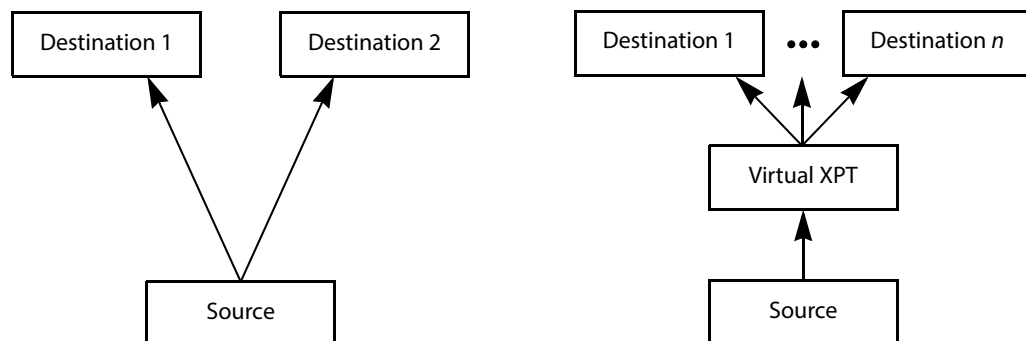 Destination 1
Destination 2
Source
Destination 1
•••
Destination n
Virtual XPT
Source